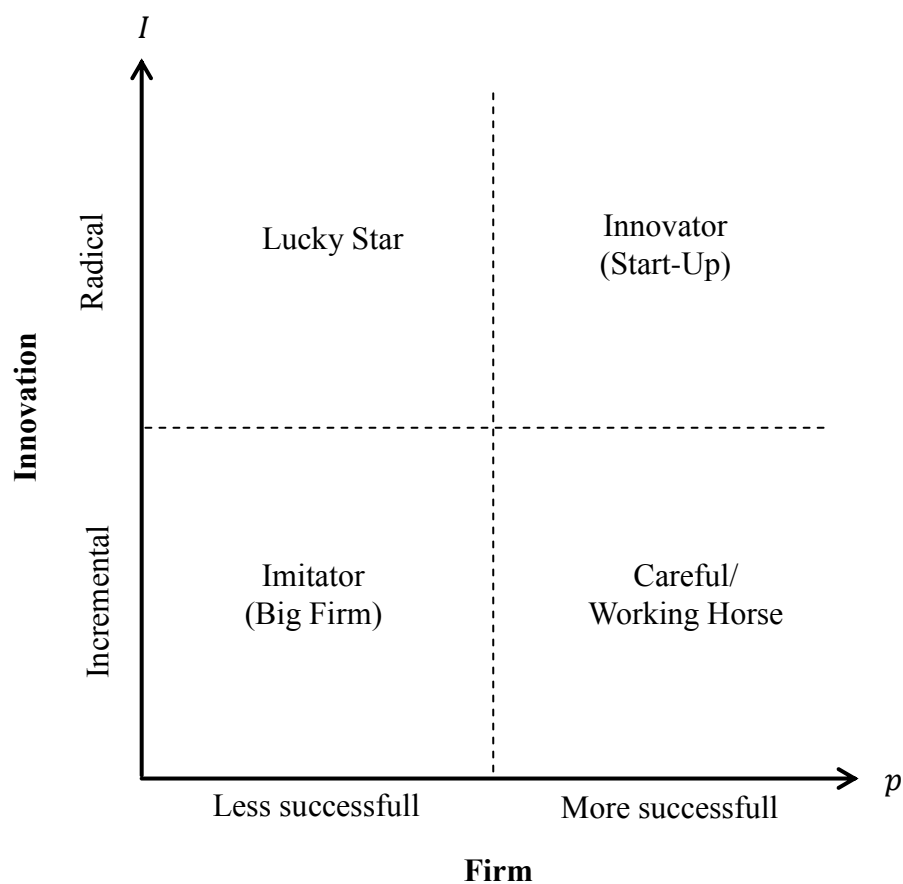 I
Radical
Lucky Star
Innovator
(Start-Up)
Innovation
Incremental
Imitator
(Big Firm)
Careful/
Working Horse
p
Less successfull
More successfull
Firm